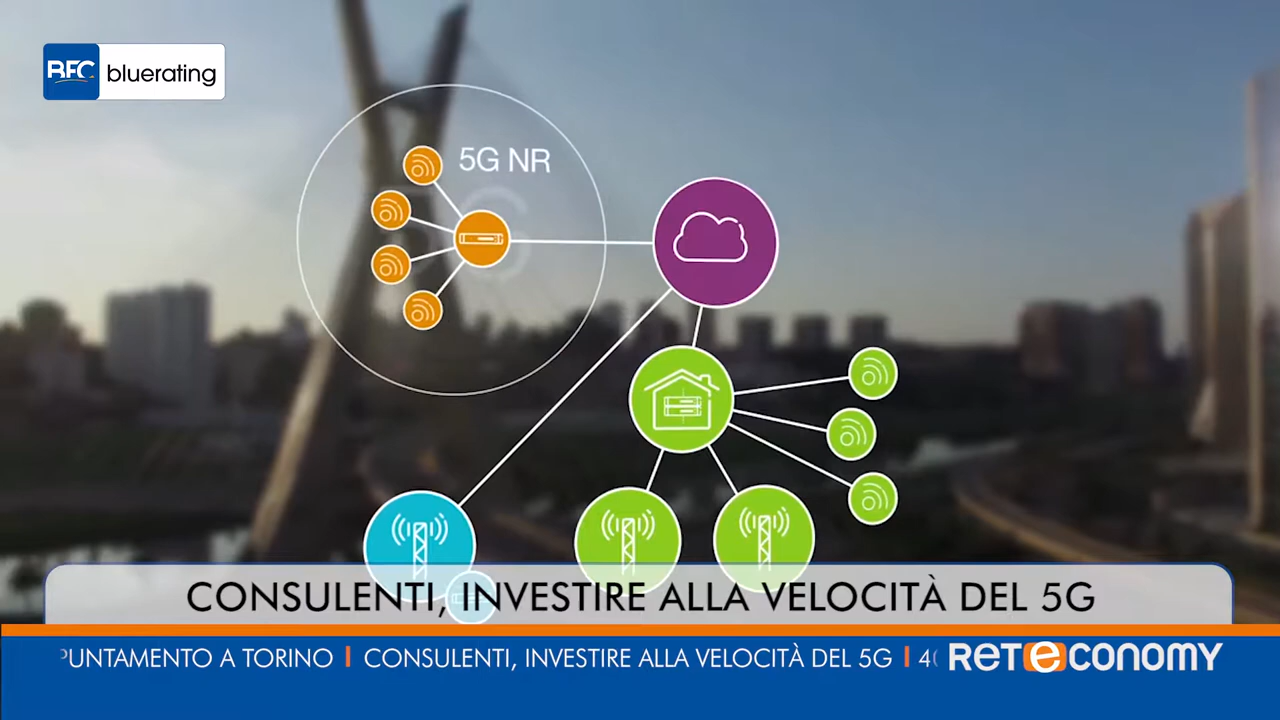 BFC bluerating
5G NR
CONSULENTI, INVESTIRE ALLA VELOCITÀ DEL 5G
PUNTAMENTO A TORINO | CONSULENTI, INVESTIRE ALLA VELOCITÀ DEL 5G | 4
RETECONOMY